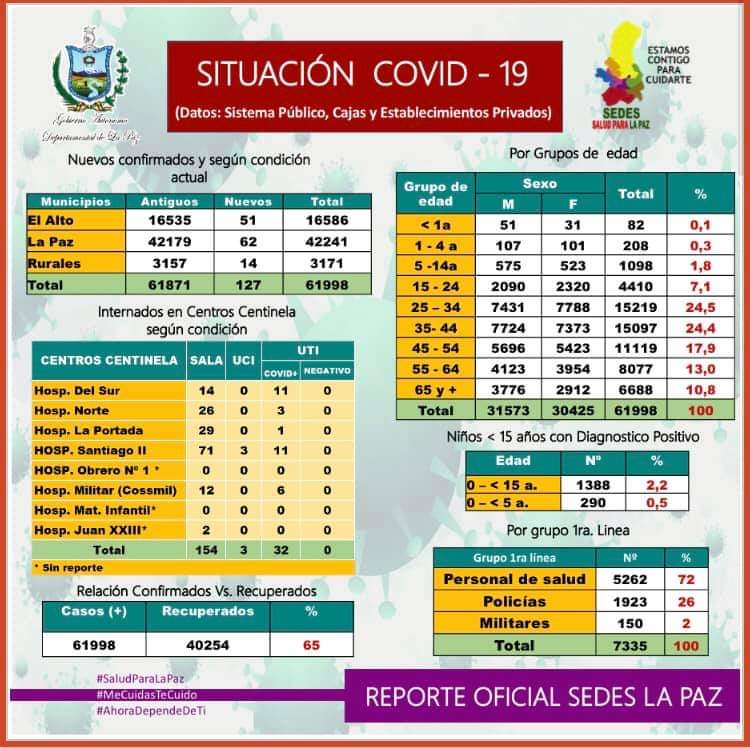 Gobierno Autónomo
Departamental de La Paz
SITUACIÓN COVID - 19
(Datos: Sistema Público, Cajas y Establecimientos Privados)
ESTAMOS
CONTIGO
PARA
CUIDARTE
SEDES
SALUD PARA LA PAZ
Nuevos confirmados y según condición
actual
Municipios Antiguos Nuevos Total
El Alto 16535 51 16586
La Paz 42179 62 42241
Rurales 3157 14 3171
Total 61871 127 61998
Internados en Centros Centinela
según condición
CENTROS CENTINELA SALA UCI UTI
COVID+ NEGATIVO
Hosp. Del Sur 14 0 11 0
Hosp. Norte 26 0 3 0
Hosp. La Portada 29 0 1 0
HOSP. Santiago II 71 3 11 0
HOSP. Obrero Nº 1 * 0 0 0 0
Hosp. Militar (Cossmil) 12 0 6 0
Hosp. Mat. Infantil* 0 0 0 0
Hosp. Juan XXIII* 2 0 0 0
Total 154 3 32 0
* Sin reporte
Relación Confirmados Vs. Recuperados
Casos (+) Recuperados %
61998 40254 65
Por Grupos de edad
Grupo de edad Sexo Total %
M F
< 1a 51 31 82 0,1
1 - 4 a 107 101 208 0,3
5 -14a 575 523 1098 1,8
15 - 24 2090 2320 4410 7,1
25 – 34 7431 7788 15219 24,5
35- 44 7724 7373 15097 24,4
45 - 54 5696 5423 11119 17,9
55 - 64 4123 3954 8077 13,0
65 y + 3776 2912 6688 10,8
Total 31573 30425 61998 100
Niños < 15 años con Diagnostico Positivo
Edad Nº %
0 – < 15 a. 1388 2,2
0 – < 5 a. 290 0,5
Por grupo 1ra. Linea
Grupo 1ra línea Nº %
Personal de salud 5262 72
Policías 1923 26
Militares 150 2
Total 7335 100
#SaludParaLaPaz
#MeCuidasTeCuido
#AhoraDependeDeTi
REPORTE OFICIAL SEDES LA PAZ